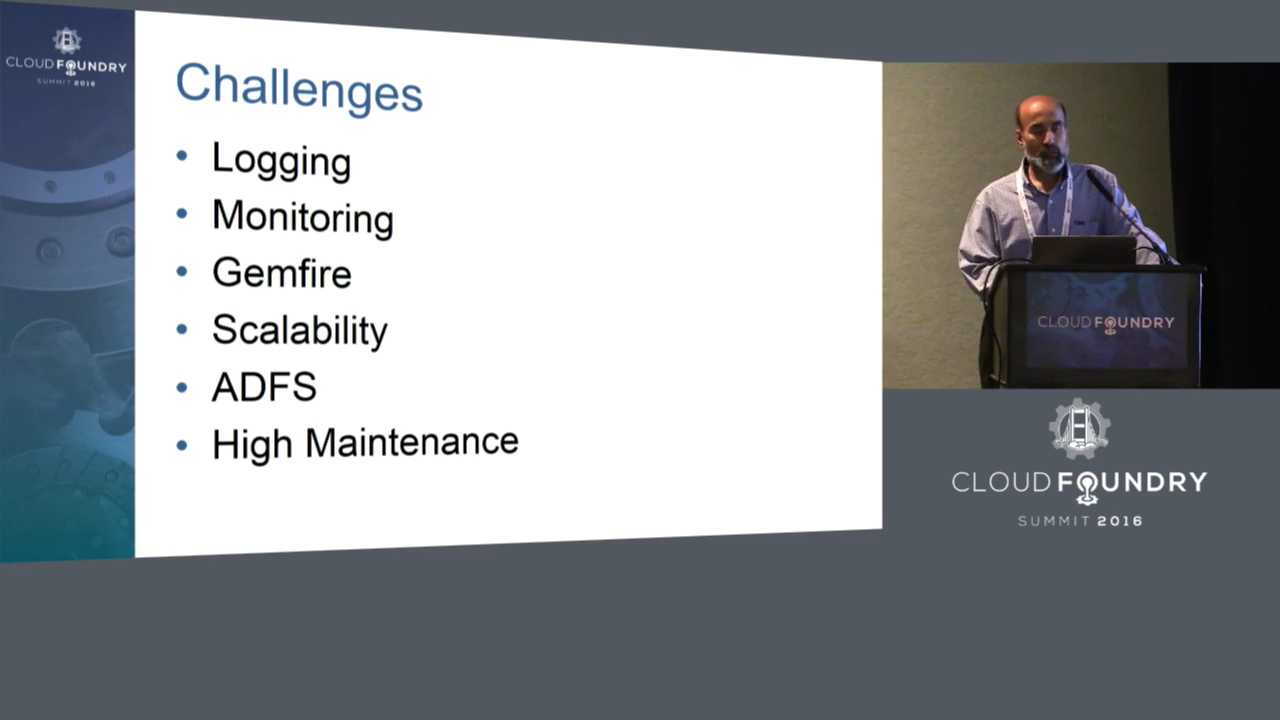 CLOUD FOUNDRY
SUMMIT 2016
Challenges
• Logging
• Monitoring
• Gemfire
• Scalability
• ADFS
• High Maintenance
CLOUD FOUNDRY
CLOUD FOUNDRY
SUMMIT 2016